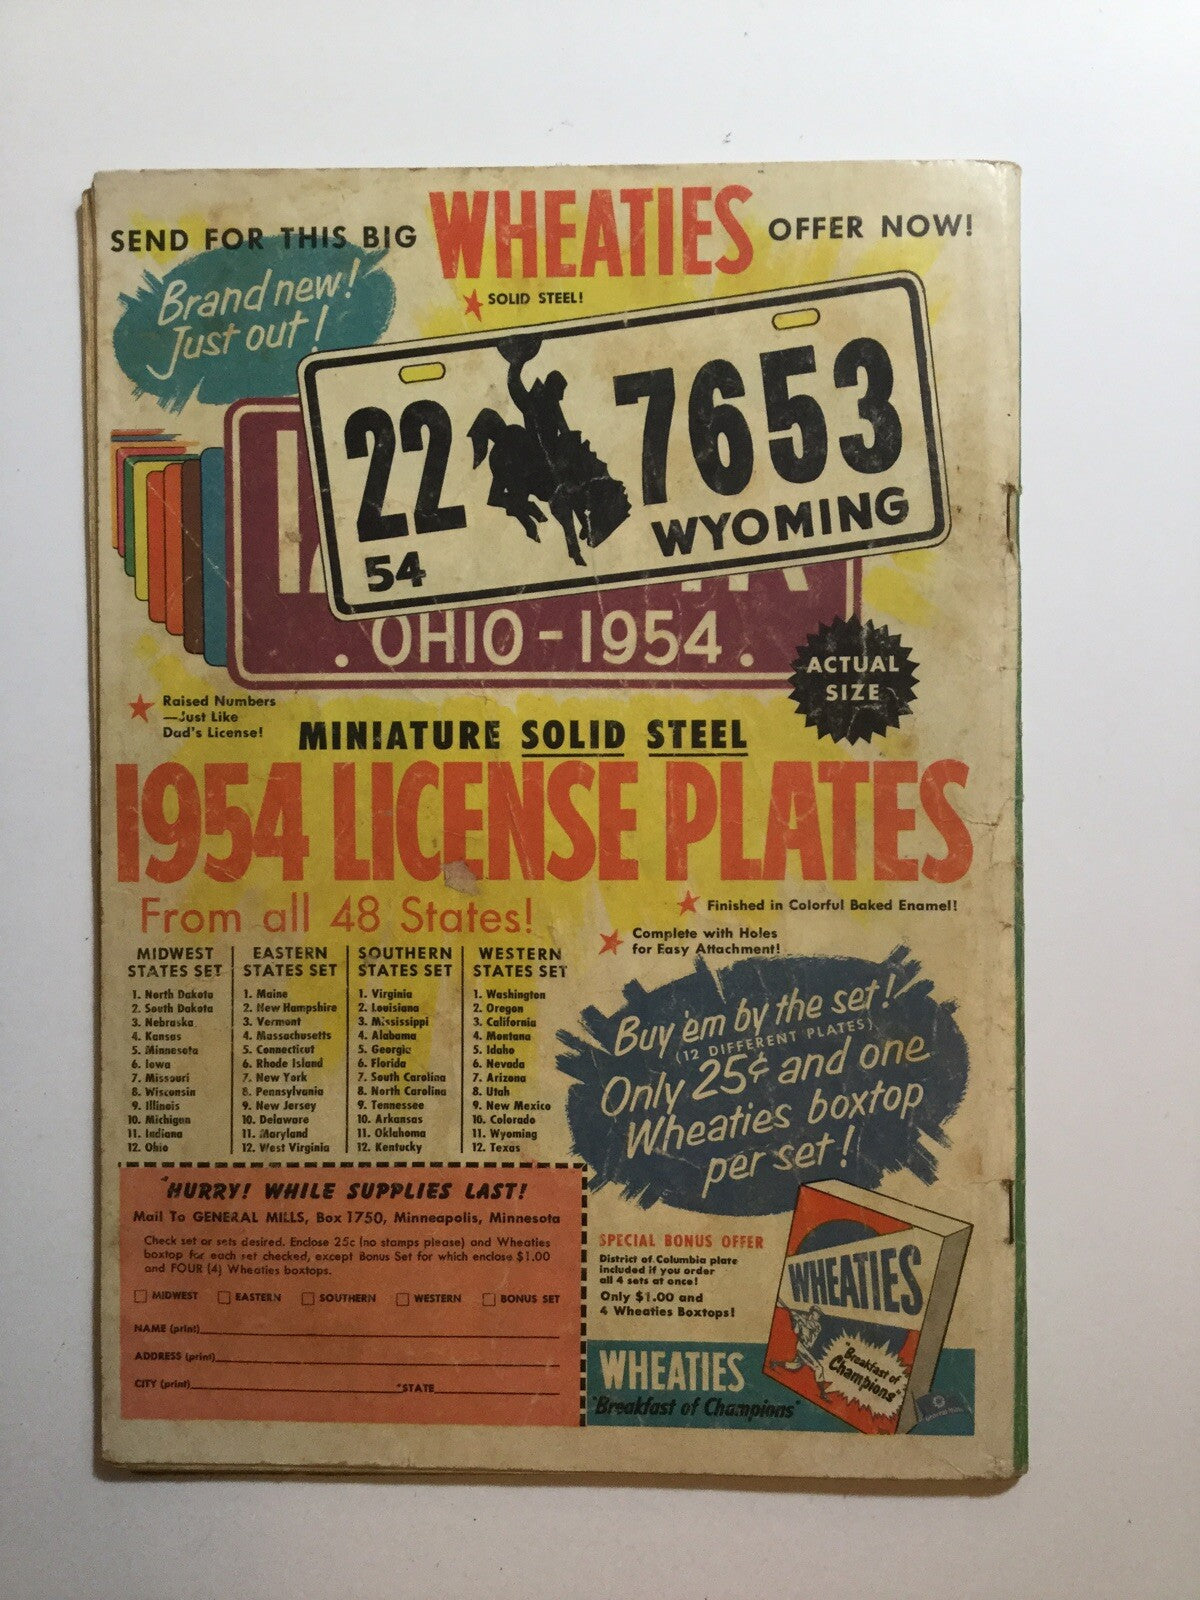 SEND FOR THIS BIG WHEATIES OFFER NOW!
Brand new!
Just out!
SOLID STEEL!
22 7653
54 WYOMING
OHIO - 1954
ACTUAL
SIZE
Raised Numbers
—Just Like
Dad's License!
MINIATURE SOLID STEEL
1954 LICENSE PLATES
From all 48 States!
Finished in Colorful Baked Enamel!
Complete with Holes
for Easy Attachment!
MIDWEST
STATES SET
1. North Dakota
2. South Dakota
3. Nebraska
4. Kansas
5. Minnesota
6. Iowa
7. Missouri
8. Wisconsin
9. Illinois
10. Michigan
11. Indiana
12. Ohio
EASTERN
STATES SET
1. Maine
2. New Hampshire
3. Vermont
4. Massachusetts
5. Connecticut
6. Rhode Island
7. New York
8. Pennsylvania
9. New Jersey
10. Delaware
11. Maryland
12. West Virginia
SOUTHERN
STATES SET
1. Virginia
2. Louisiana
3. Mississippi
4. Alabama
5. Georgia
6. Florida
7. South Carolina
8. North Carolina
9. Tennessee
10. Arkansas
11. Oklahoma
12. Kentucky
WESTERN
STATES SET
1. Washington
2. Oregon
3. California
4. Montana
5. Idaho
6. Nevada
7. Arizona
8. Utah
9. New Mexico
10. Colorado
11. Wyoming
12. Texas
Buy 'em by the set!
(12 DIFFERENT PLATES)
Only 25¢ and one
Wheaties boxtop
per set!
HURRY! WHILE SUPPLIES LAST!
Mail To GENERAL MILLS, Box 1750, Minneapolis, Minnesota
Check set or sets desired. Enclose 25c (no stamps please) and Wheaties
boxtop for each set checked, except Bonus Set for which enclose $1.00
and FOUR (4) Wheaties boxtops.
MIDWEST EASTERN SOUTHERN WESTERN BONUS SET
NAME (print)
ADDRESS (print)
CITY (print) STATE
SPECIAL BONUS OFFER
District of Columbia plate
included if you order
all 4 sets at once!
Only $1.00 and
4 Wheaties Boxtops!
WHEATIES
"Breakfast of Champions"
WHEATIES
"Breakfast of
Champions"
General Mills